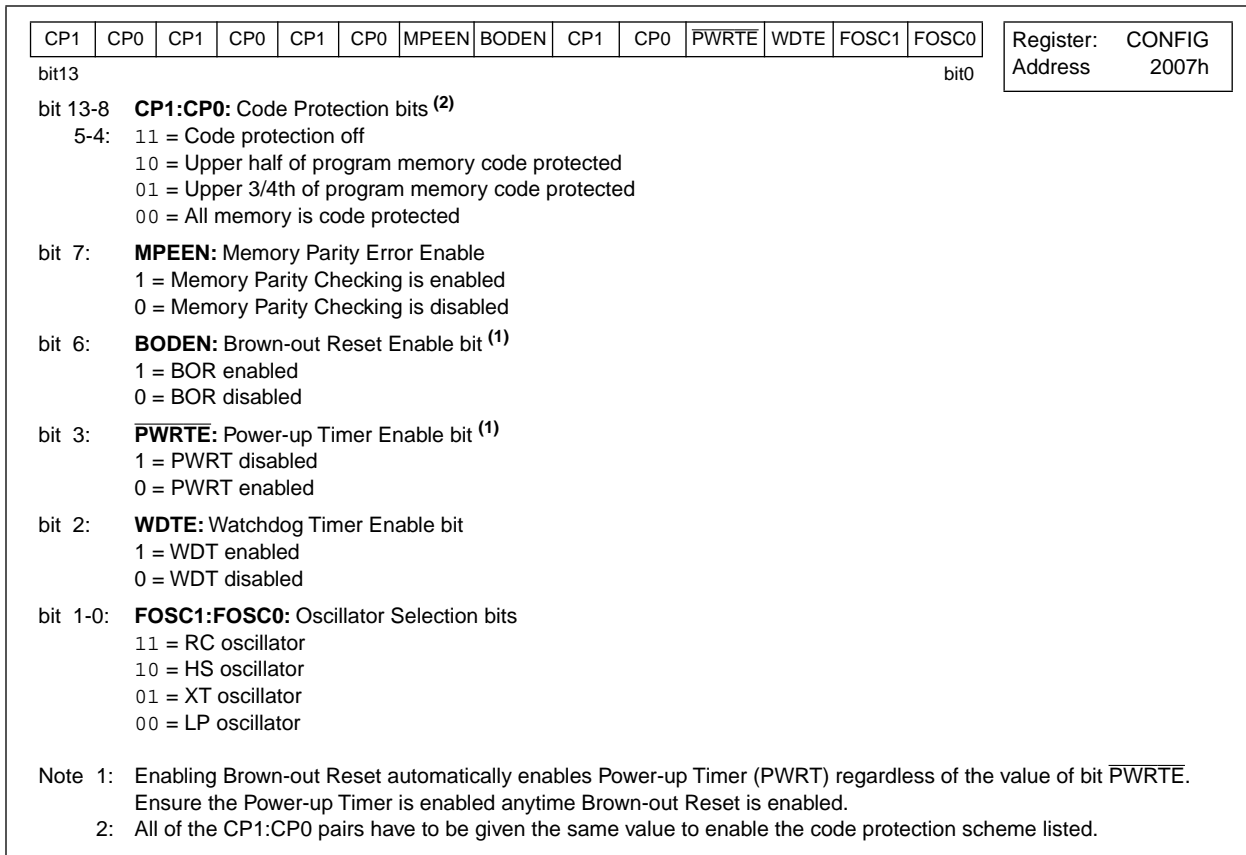 CP1 CP0 CP1 CP0 CP1 CP0 MPEEN BODEN CP1 CP0 PWRTE WDTE FOSC1 FOSC0
Register: CONFIG
Address 2007h
bit13 bit0
bit 13-8 CP1:CP0: Code Protection bits (2)
5-4: 11 = Code protection off
10 = Upper half of program memory code protected
01 = Upper 3/4th of program memory code protected
00 = All memory is code protected
bit 7: MPEEN: Memory Parity Error Enable
1 = Memory Parity Checking is enabled
0 = Memory Parity Checking is disabled
bit 6: BODEN: Brown-out Reset Enable bit (1)
1 = BOR enabled
0 = BOR disabled
bit 3: PWRTE: Power-up Timer Enable bit (1)
1 = PWRT disabled
0 = PWRT enabled
bit 2: WDTE: Watchdog Timer Enable bit
1 = WDT enabled
0 = WDT disabled
bit 1-0: FOSC1:FOSC0: Oscillator Selection bits
11 = RC oscillator
10 = HS oscillator
01 = XT oscillator
00 = LP oscillator
Note 1: Enabling Brown-out Reset automatically enables Power-up Timer (PWRT) regardless of the value of bit PWRTE.
Ensure the Power-up Timer is enabled anytime Brown-out Reset is enabled.
2: All of the CP1:CP0 pairs have to be given the same value to enable the code protection scheme listed.